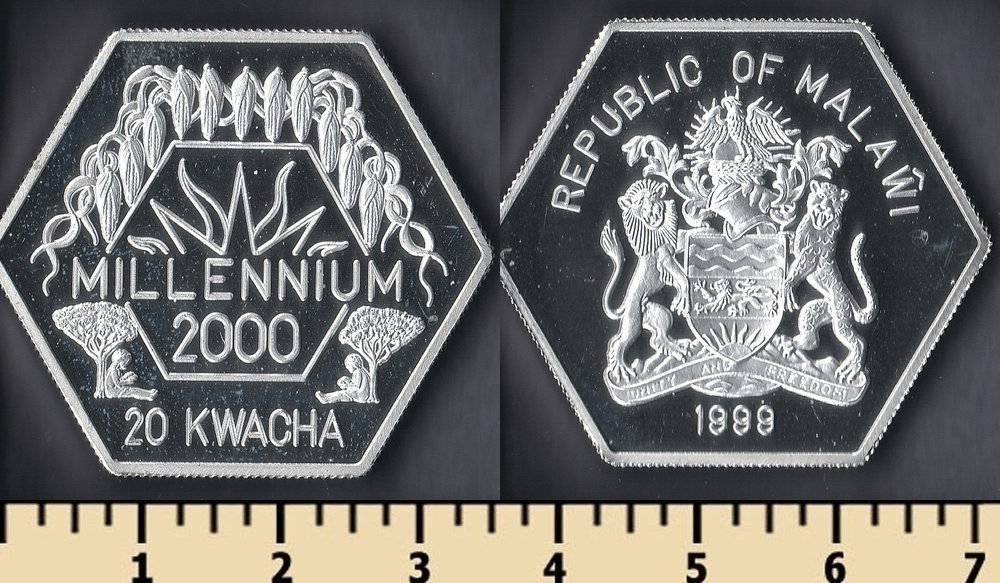 MILLENNIUM
2000
20 KWACHA
REPUBLIC OF MALAŴI
UNITY AND FREEDOM
1999
1 2 3 4 5 6 7